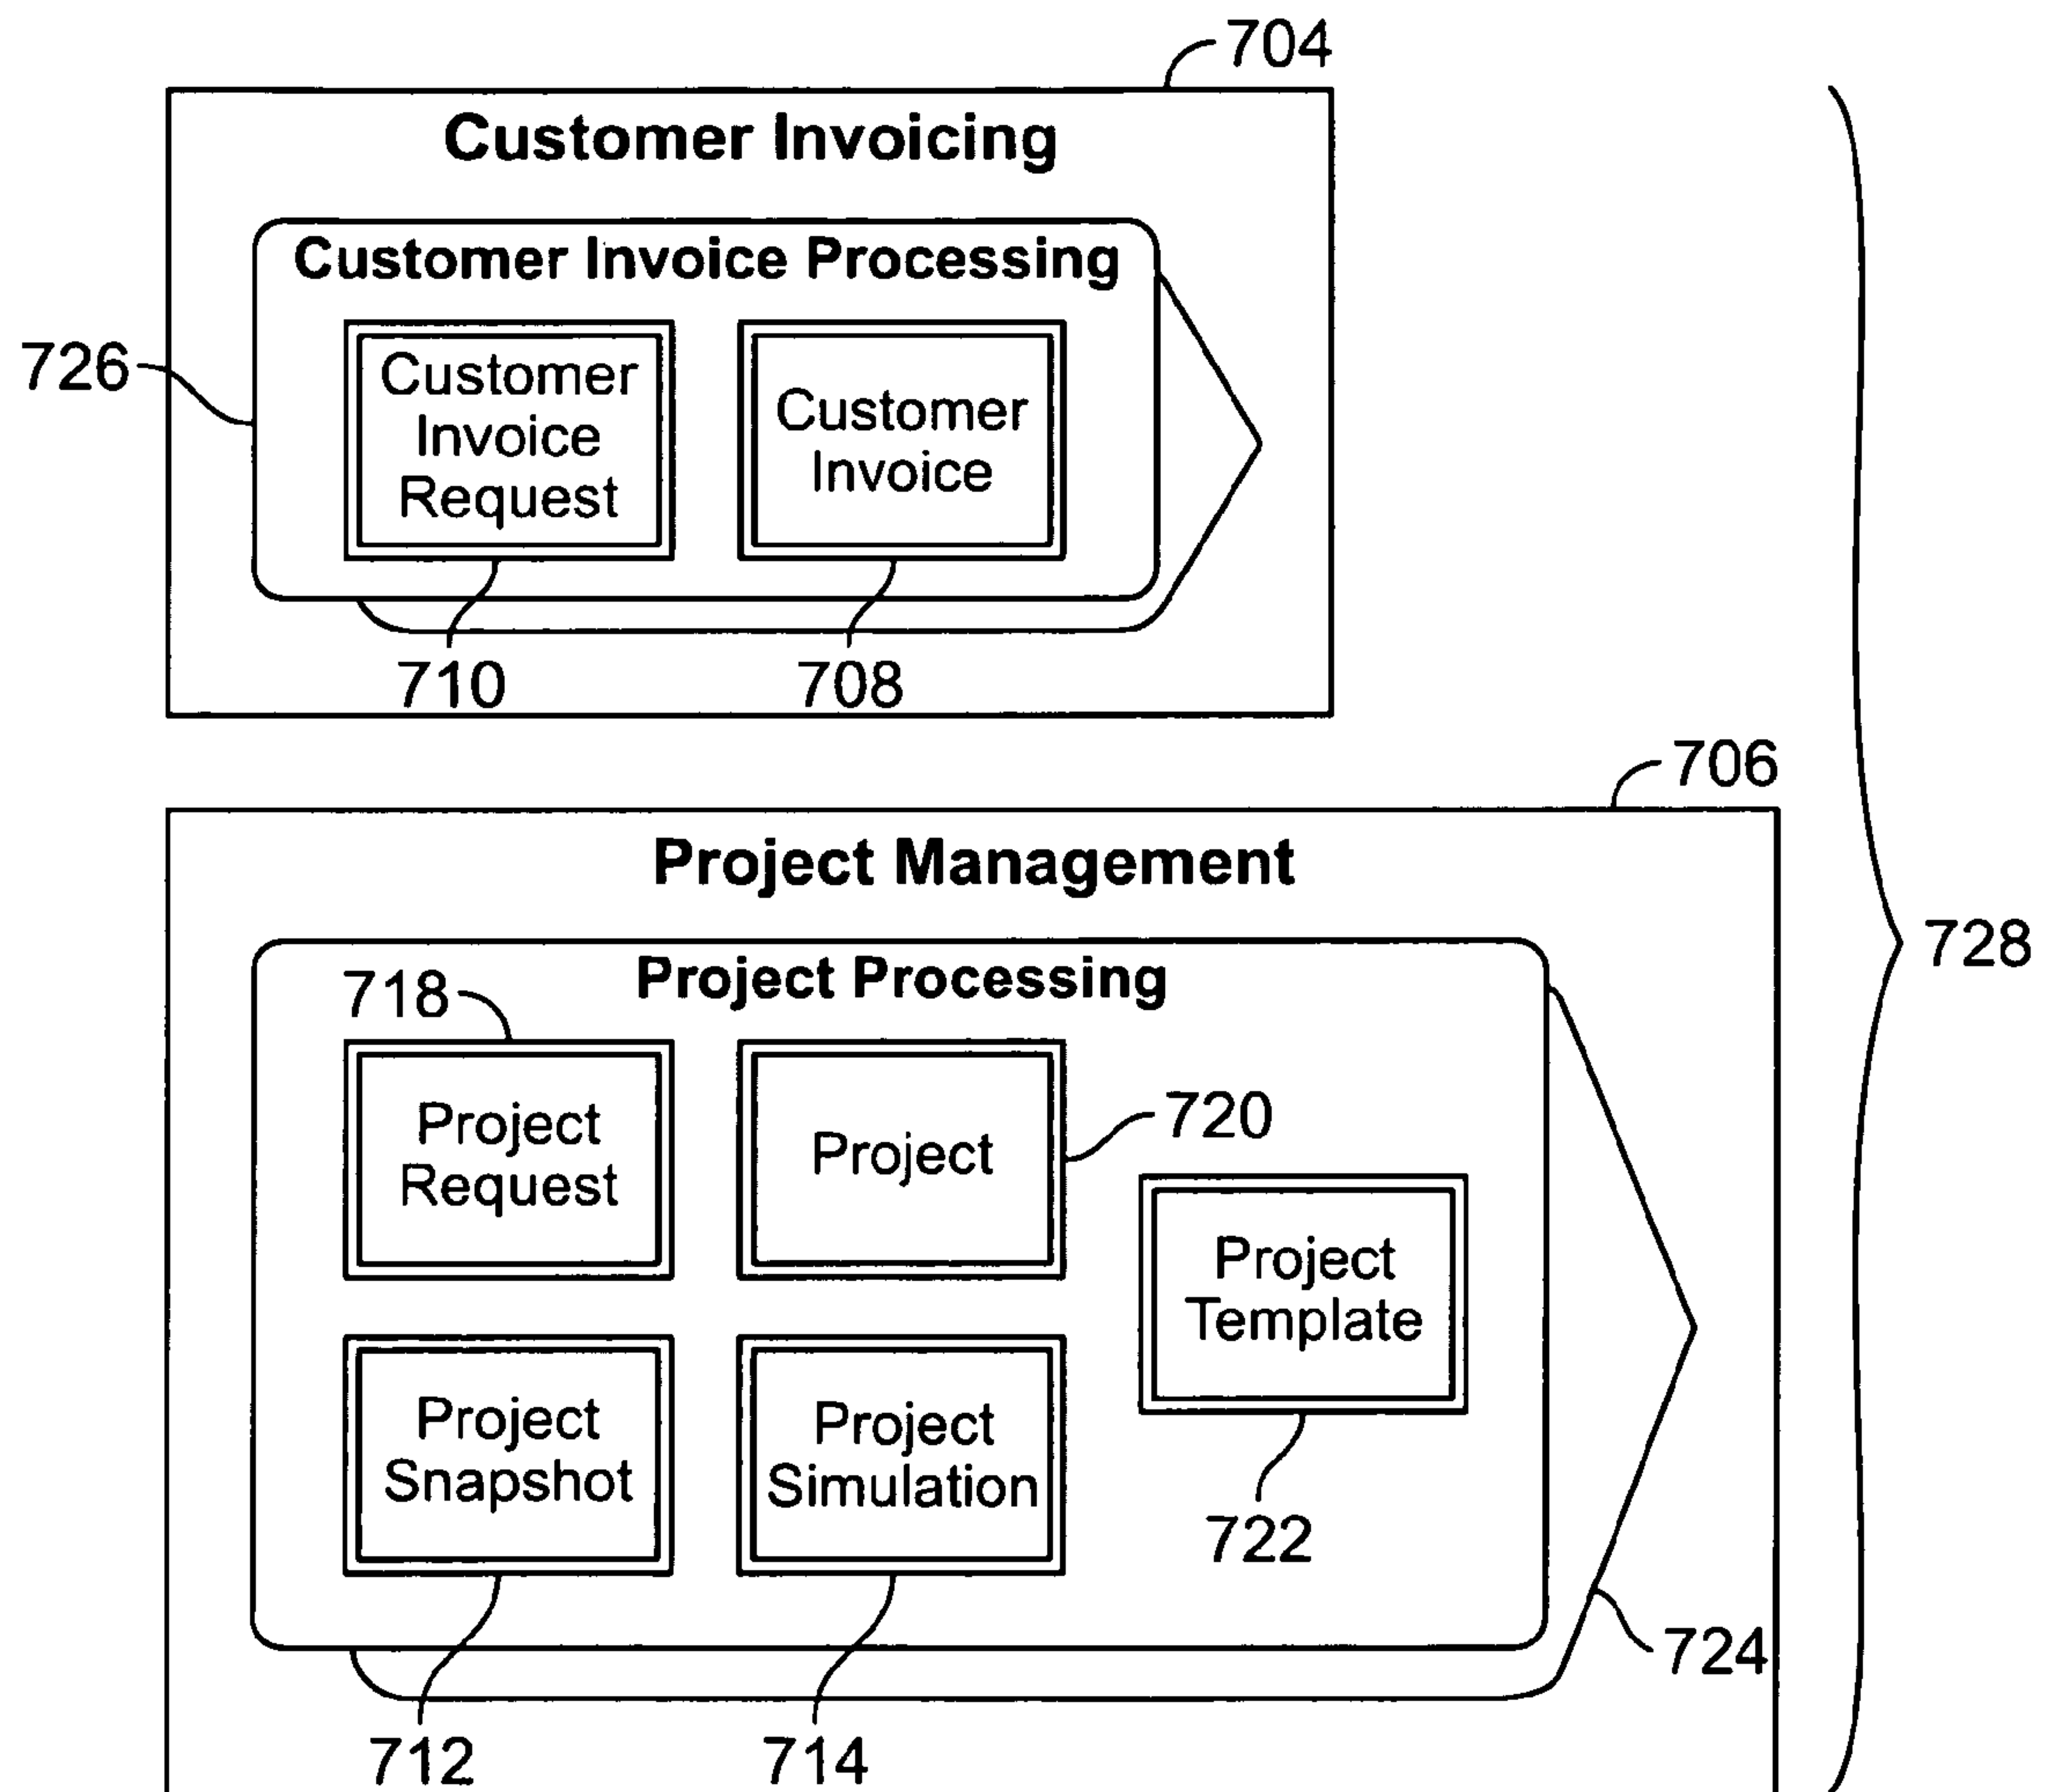 704
Customer Invoicing
Customer Invoice Processing
726
Customer
Invoice
Request
Customer
Invoice
710
708
706
Project Management
728
Project Processing
718
Project
Request
Project
720
Project
Template
Project
Snapshot
Project
Simulation
722
724
712
714